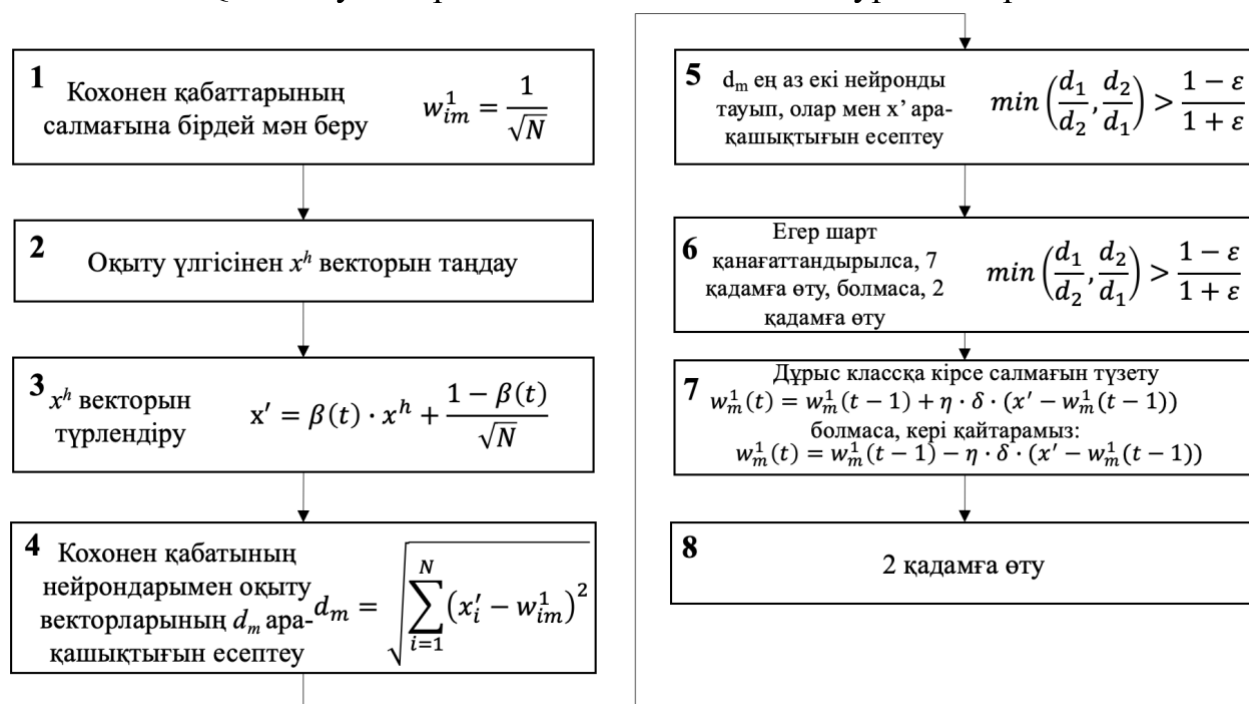 1
Кохонен қабаттарының
салмағына бірдей мән беру
w¹ᵢₘ = 1/√N
2
Оқыту үлгісінен xʰ векторын таңдау
3
xʰ векторын
түрлендіру
x′ = β(t) · xʰ + (1 − β(t))/√N
4
Кохонен қабатының
нейрондарымен оқыту
векторларының dₘ ара-
қашықтығын есептеу
dₘ = √(∑ᵢ₌₁ᴺ (x′ᵢ − w¹ᵢₘ)²)
5
dₘ ең аз екі нейронды
тауып, олар мен x’ ара-
қашықтығын есептеу
min (d₁/d₂, d₂/d₁) > (1 − ε)/(1 + ε)
6
Егер шарт
қанағаттандырылса, 7
қадамға өту, болмаса, 2
қадамға өту
min (d₁/d₂, d₂/d₁) > (1 − ε)/(1 + ε)
7
Дұрыс классқа кірсе салмағын түзету
w¹ₘ(t) = w¹ₘ(t − 1) + η · δ · (x′ − w¹ₘ(t − 1))
болмаса, кері қайтарамыз:
w¹ₘ(t) = w¹ₘ(t − 1) − η · δ · (x′ − w¹ₘ(t − 1))
8
2 қадамға өту